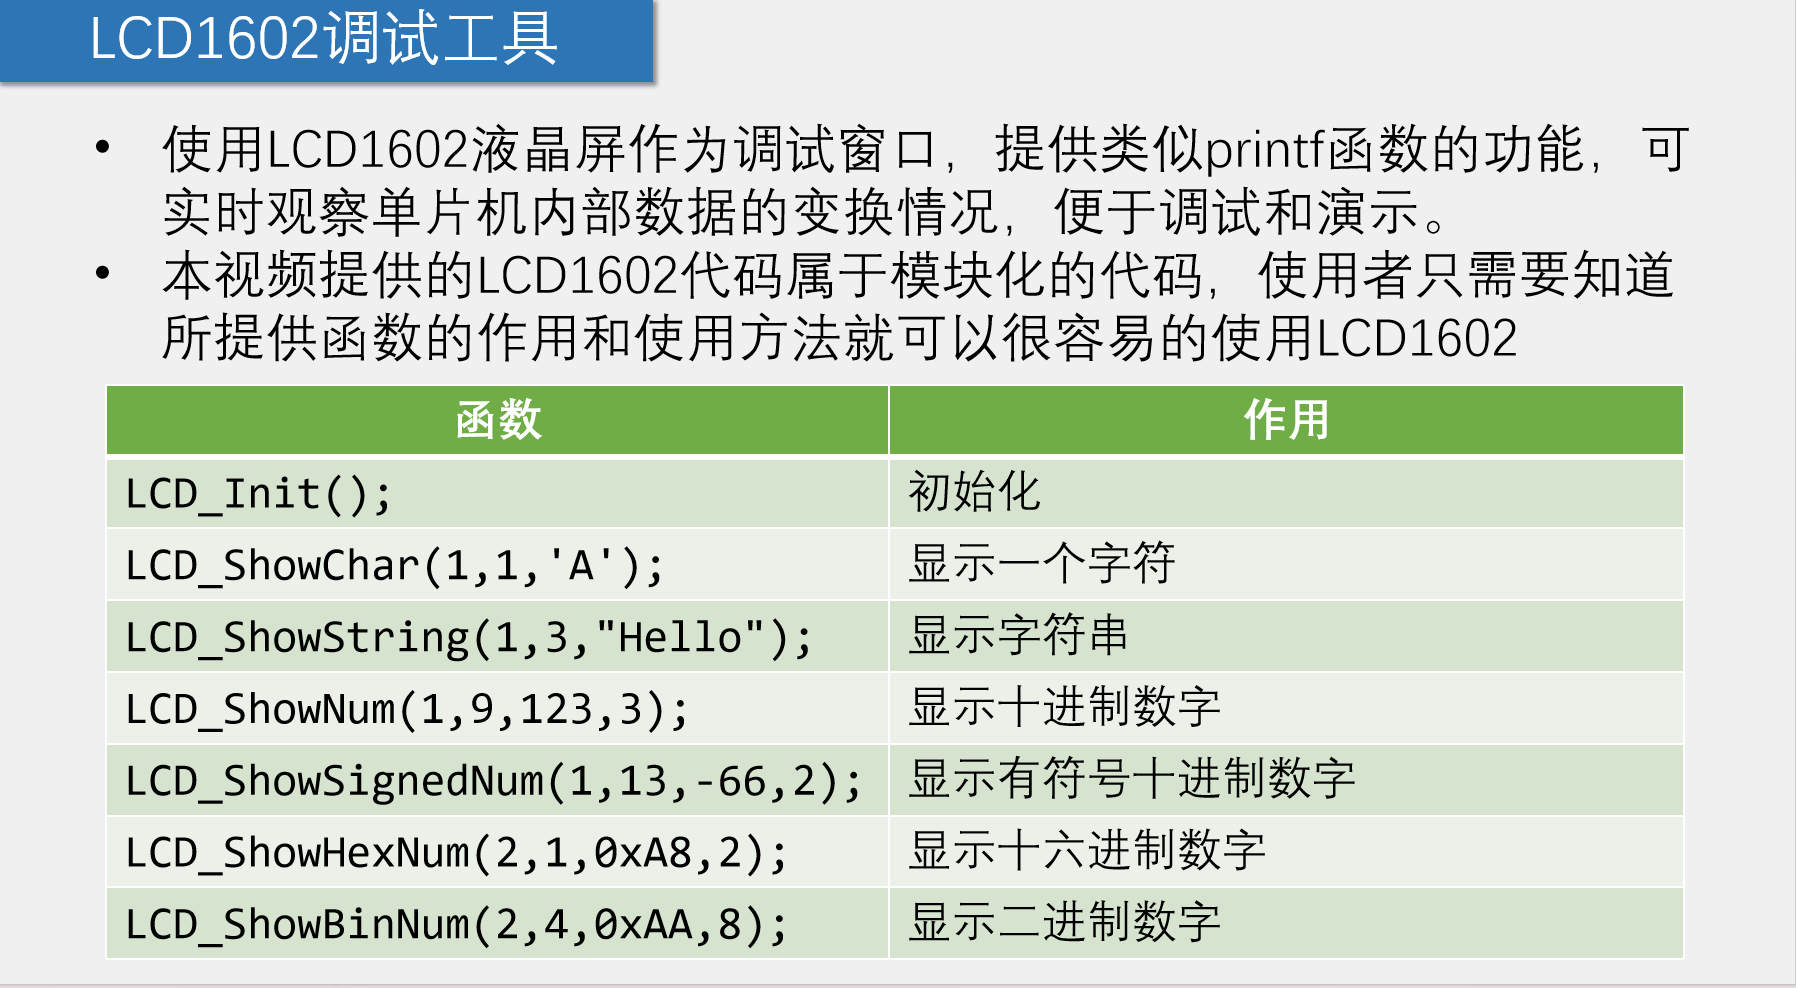 LCD1602调试工具
• 使用LCD1602液晶屏作为调试窗口，提供类似printf函数的功能，可
实时观察单片机内部数据的变换情况，便于调试和演示。
• 本视频提供的LCD1602代码属于模块化的代码，使用者只需要知道
所提供函数的作用和使用方法就可以很容易的使用LCD1602
函数 作用
LCD_Init(); 初始化
LCD_ShowChar(1,1,'A'); 显示一个字符
LCD_ShowString(1,3,"Hello"); 显示字符串
LCD_ShowNum(1,9,123,3); 显示十进制数字
LCD_ShowSignedNum(1,13,-66,2); 显示有符号十进制数字
LCD_ShowHexNum(2,1,0xA8,2); 显示十六进制数字
LCD_ShowBinNum(2,4,0xAA,8); 显示二进制数字